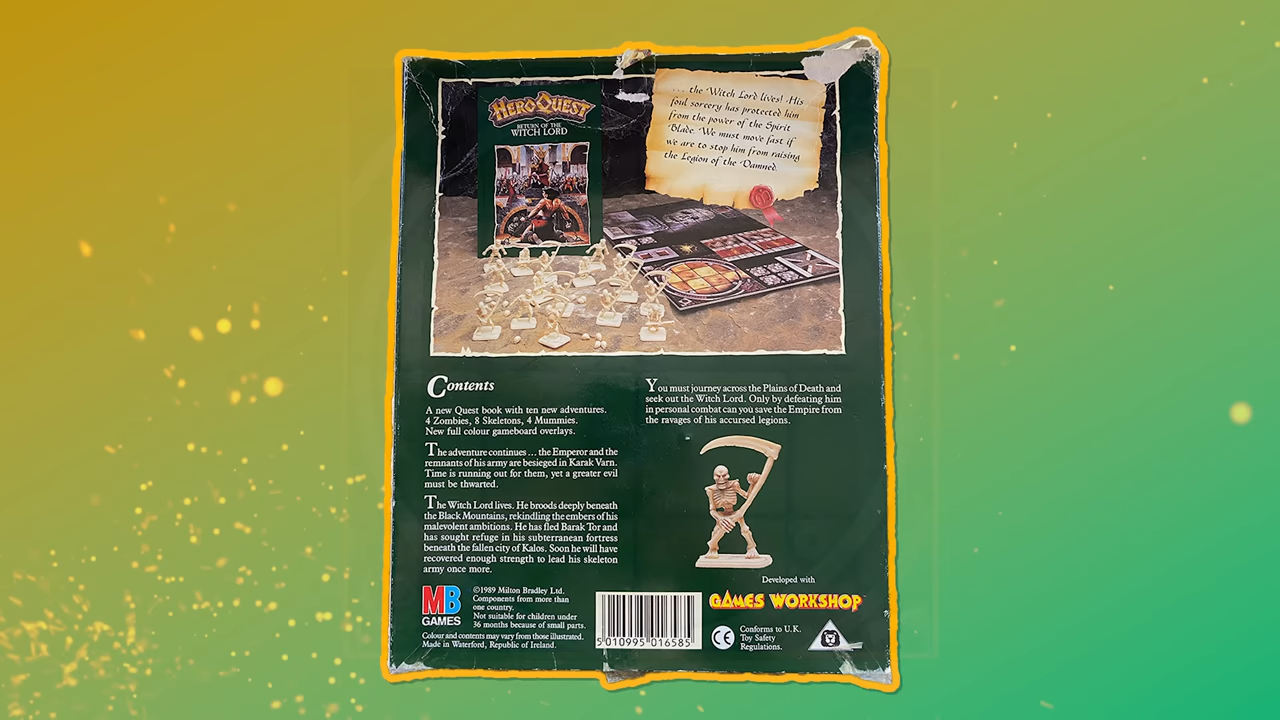 HEROQUEST
RETURN OF THE
WITCH LORD
... the Witch Lord lives! His
foul sorcery has protected him
from the power of the Spirit
Blade. We must move fast if
we are to stop him from raising
the Legion of the Damned.
Contents
A new Quest book with ten new adventures.
4 Zombies, 8 Skeletons, 4 Mummies.
New full colour gameboard overlays.
The adventure continues ... the Emperor and the
remnants of his army are besieged in Karak Varn.
Time is running out for them, yet a greater evil
must be thwarted.
The Witch Lord lives. He broods deeply beneath
the Black Mountains, rekindling the embers of his
malevolent ambitions. He has fled Barak Tor and
has sought refuge in his subterranean fortress
beneath the fallen city of Kalos. Soon he will have
recovered enough strength to lead his skeleton
army once more.
You must journey across the Plains of Death and
seek out the Witch Lord. Only by defeating him
in personal combat can you save the Empire from
the ravages of his accursed legions.
MB
GAMES
©1989 Milton Bradley Ltd.
Components from more than
one country.
Not suitable for children under
36 months because of small parts.
Colour and contents may vary from those illustrated.
Made in Waterford, Republic of Ireland.
5 010995 016585
Developed with
GAMES WORKSHOP
CE
Conforms to U.K.
Toy Safety
Regulations.